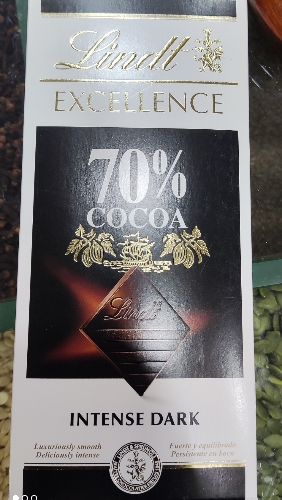 Lindt
EXCELLENCE
70%
COCOA
Lindt
INTENSE DARK
Luxuriously smooth
Deliciously intense
Fuerte y equilibrado
Persistente en boca